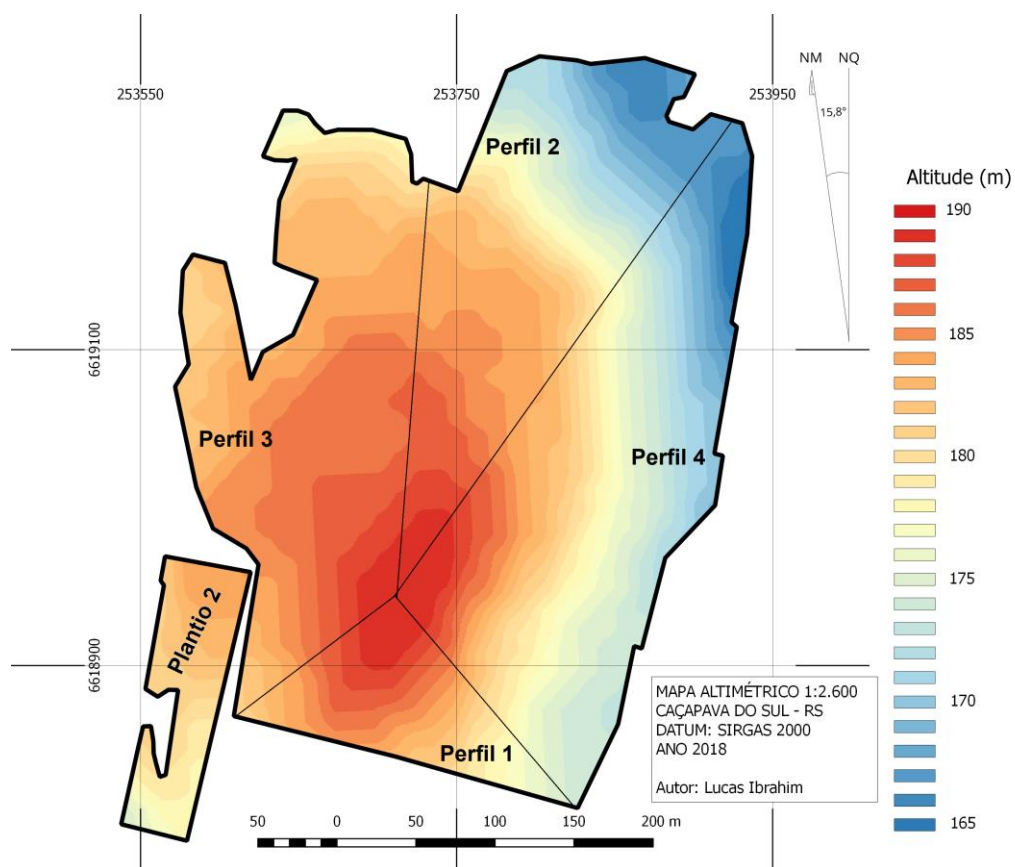 NM NQ
253550 253750 253950
15,8°
Perfil 2
Altitude (m)
190
185
180
175
170
165
6619100
Perfil 3
Perfil 4
Plantio 2
6618900
Perfil 1
MAPA ALTIMÉTRICO 1:2.600
CAÇAPAVA DO SUL - RS
DATUM: SIRGAS 2000
ANO 2018
Autor: Lucas Ibrahim
50 0 50 100 150 200 m